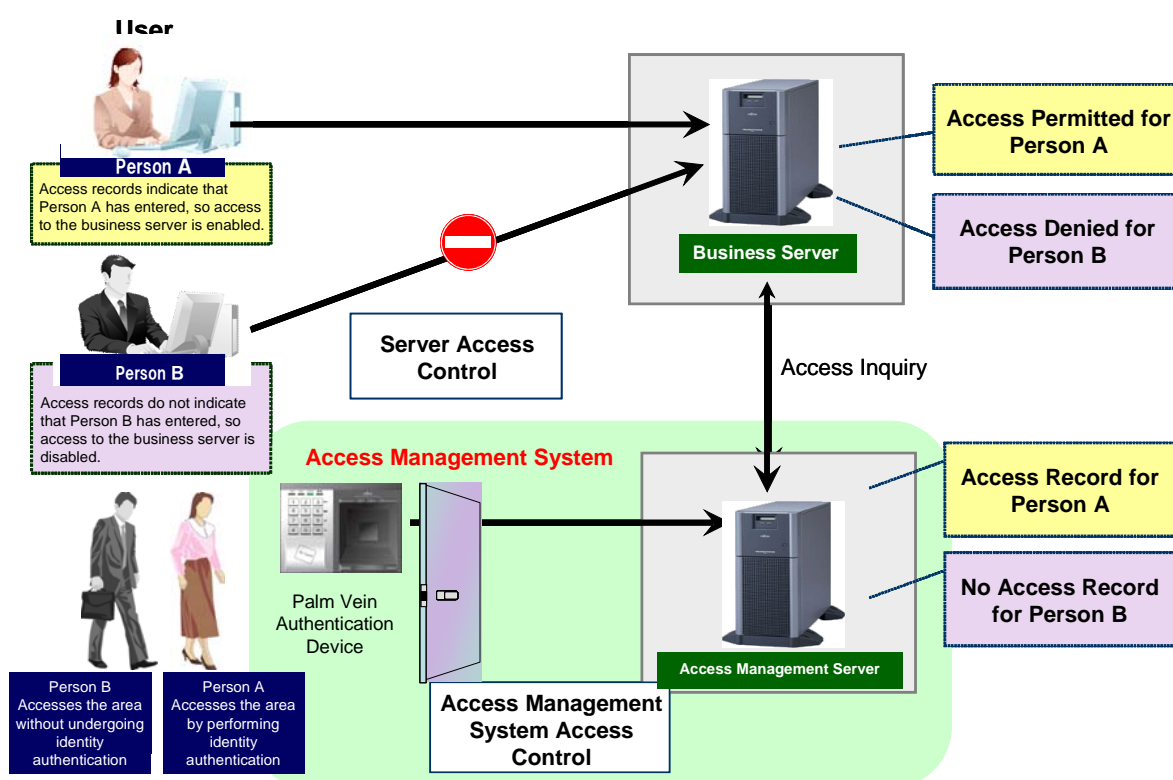 User
Person A
Access records indicate that
Person A has entered, so access
to the business server is enabled.
Person B
Access records do not indicate
that Person B has entered, so
access to the business server is
disabled.
Business Server
Access Permitted for
Person A
Access Denied for
Person B
Server Access
Control
Access Inquiry
Access Management System
Palm Vein
Authentication
Device
Access Management
System Access
Control
Access Management Server
Access Record for
Person A
No Access Record
for Person B
Person B
Accesses the area
without undergoing
identity
authentication
Person A
Accesses the area
by performing
identity
authentication